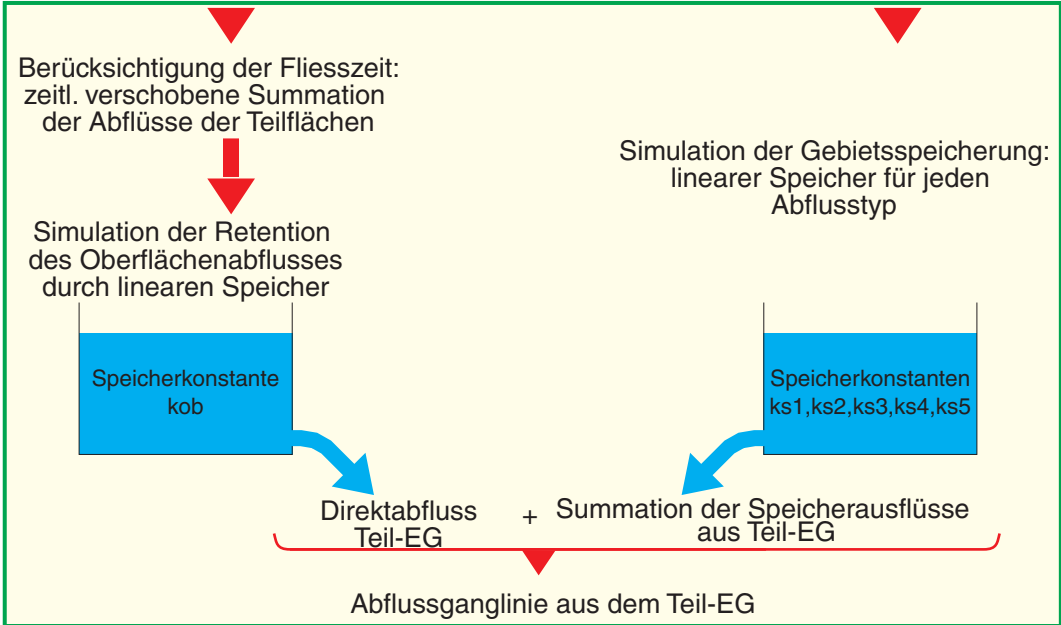 Berücksichtigung der Fliesszeit:
zeitl. verschobene Summation
der Abflüsse der Teilflächen
Simulation der Retention
des Oberflächenabflusses
durch linearen Speicher
Speicherkonstante
kob
Simulation der Gebietsspeicherung:
linearer Speicher für jeden
Abflusstyp
Speicherkonstanten
ks1,ks2,ks3,ks4,ks5
Direktabfluss
Teil-EG
+
Summation der Speicherausflüsse
aus Teil-EG
Abflussganglinie aus dem Teil-EG